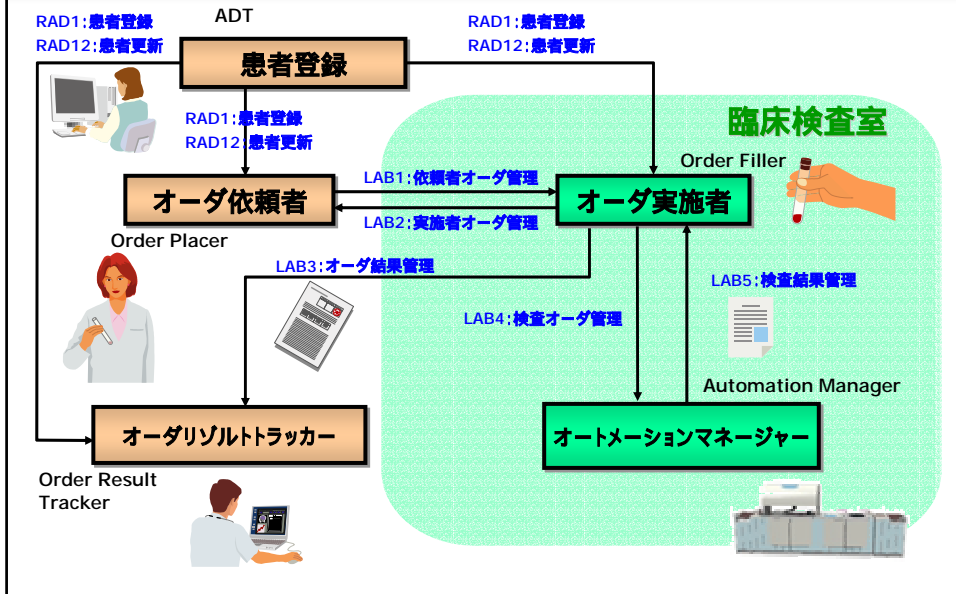 ADT
RAD1:患者登録
RAD12:患者更新
RAD1:患者登録
RAD12:患者更新
患者登録
RAD1:患者登録
RAD12:患者更新
臨床検査室
Order Filler
LAB1:依頼者オーダ管理
オーダ依頼者
オーダ実施者
LAB2:実施者オーダ管理
Order Placer
LAB3:オーダ結果管理
LAB5:検査結果管理
LAB4:検査オーダ管理
Automation Manager
オーダリゾルトトラッカー
オートメーションマネージャー
Order Result
Tracker